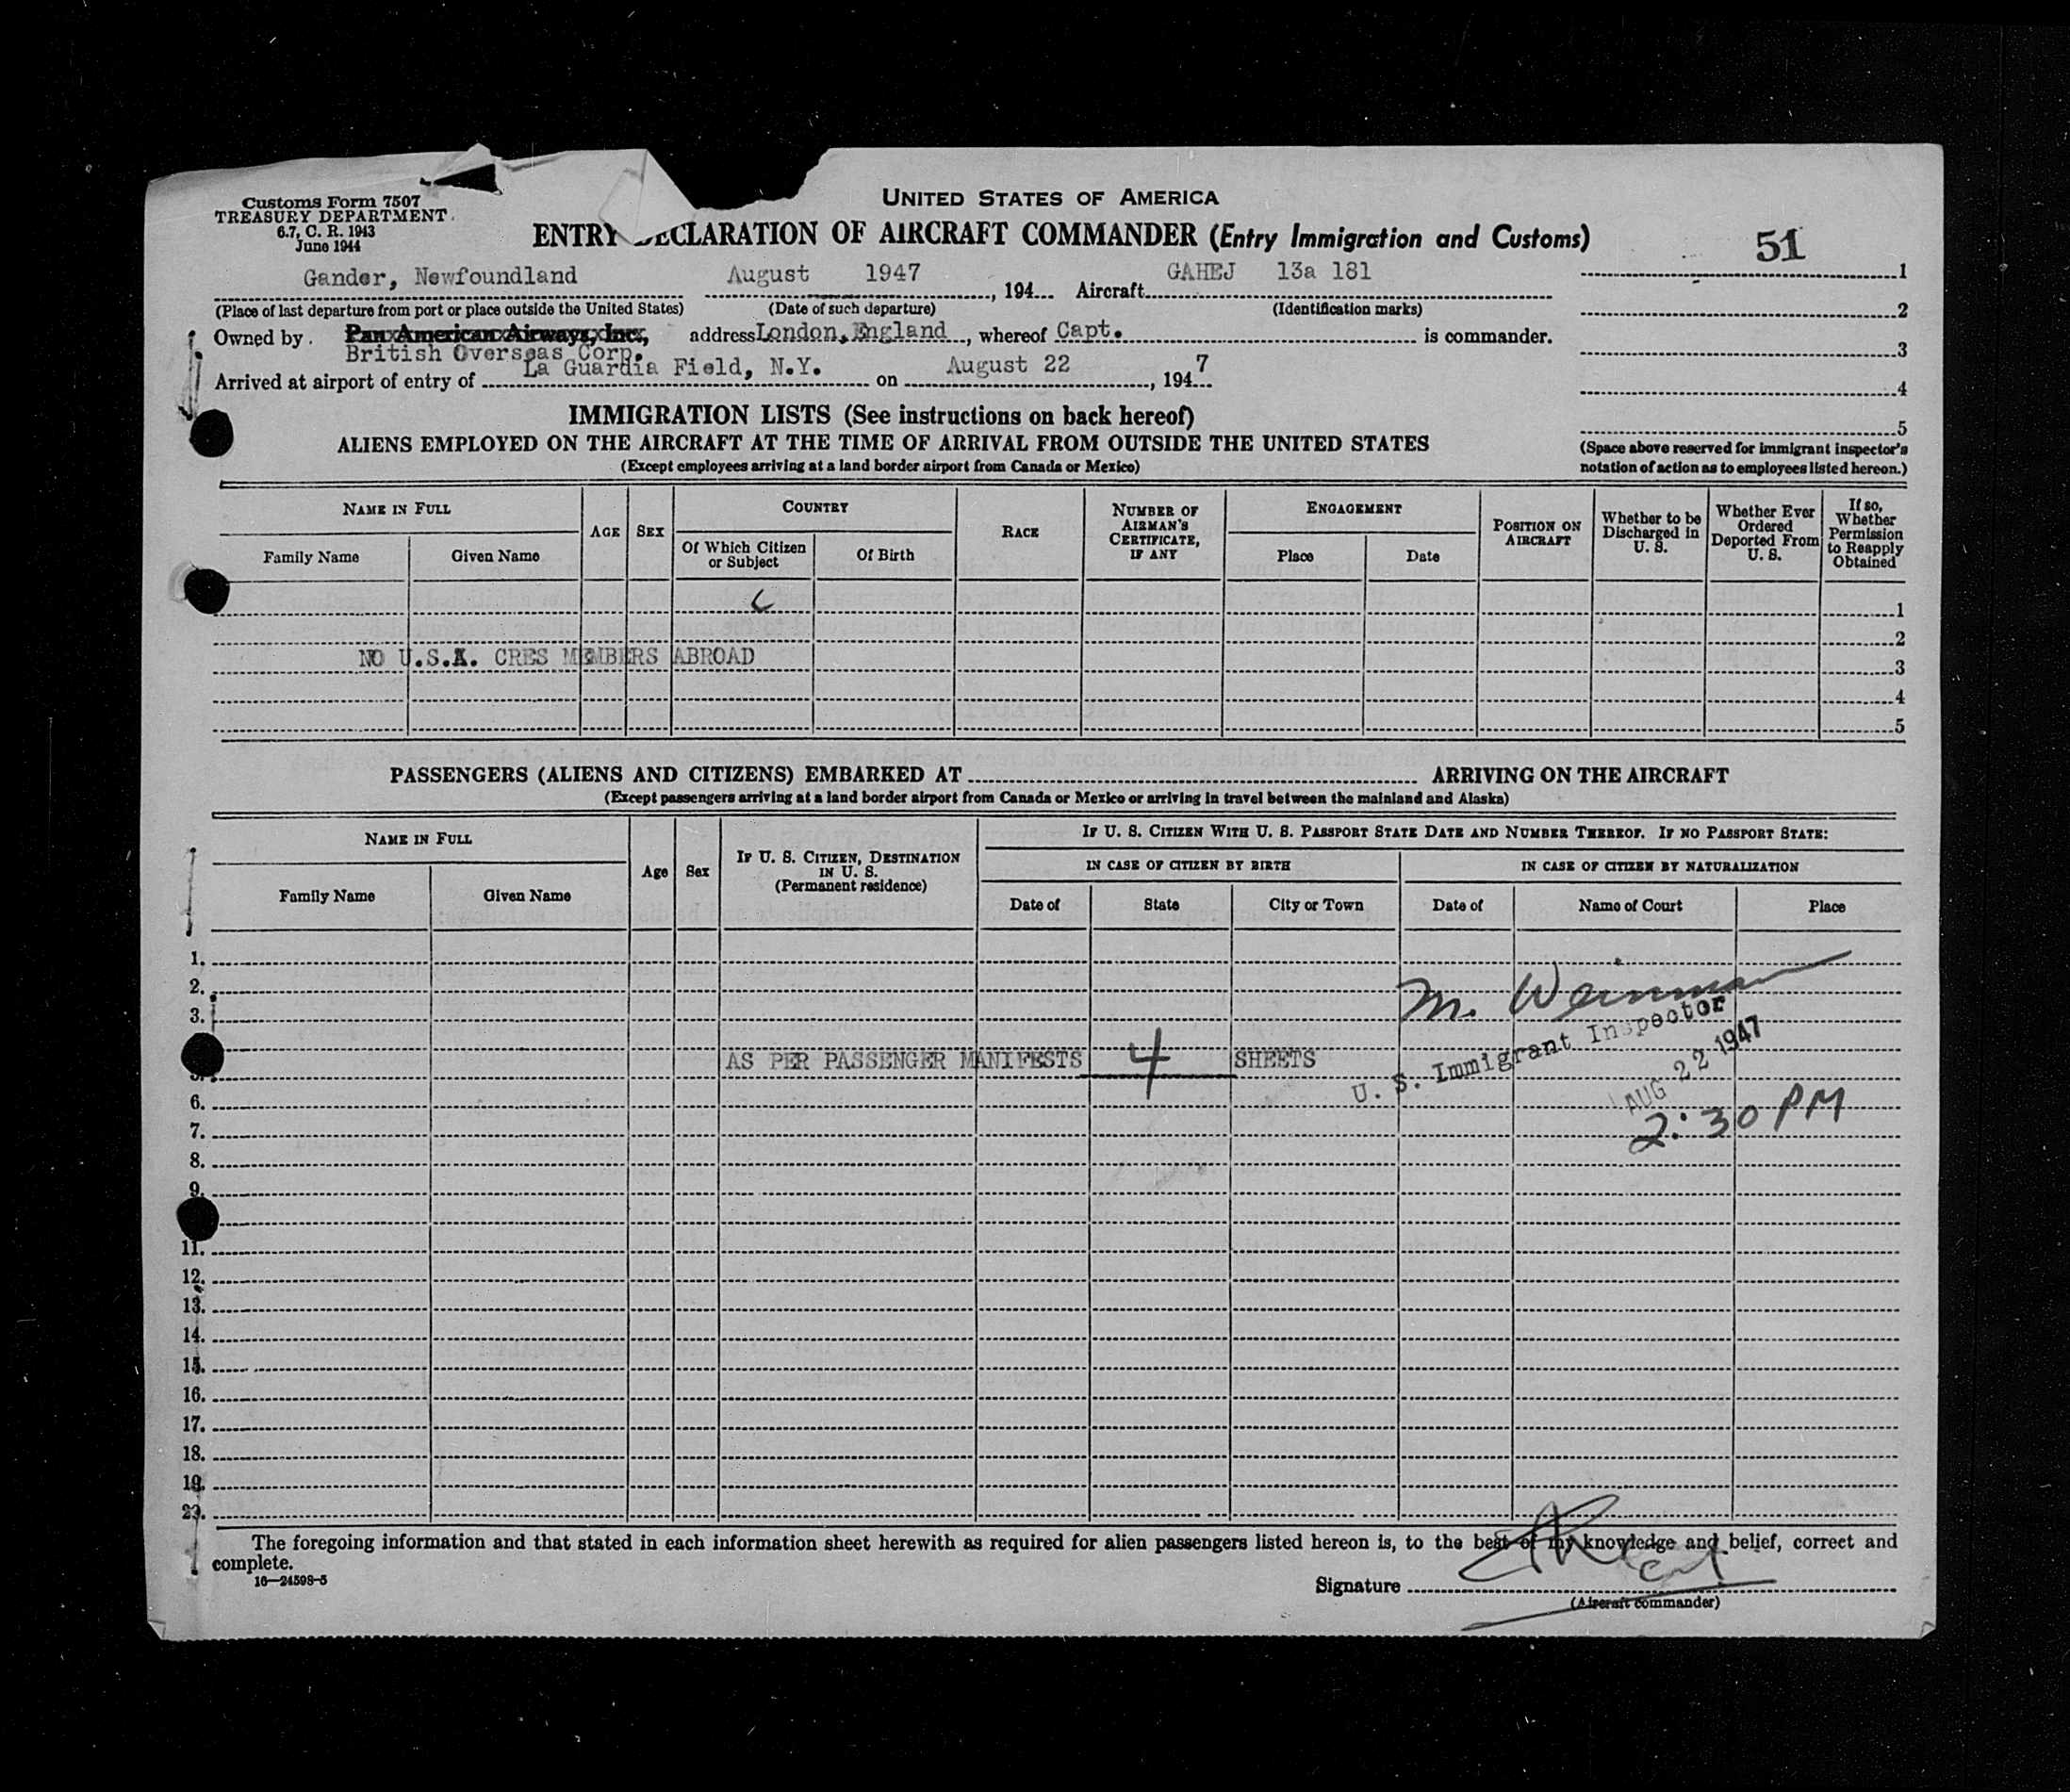 Customs Form 7507
TREASURY DEPARTMENT
6.7, C. R. 1943
June 1944
UNITED STATES OF AMERICA
ENTRY DECLARATION OF AIRCRAFT COMMANDER (Entry Immigration and Customs)
51
Gander, Newfoundland August 1947, 194 Aircraft GAHEJ 13a 181
(Place of last departure from port or place outside the United States) (Date of such departure) (Identification marks)
Owned by Pan American Airways, Inc., address London, England, whereof Capt. is commander.
British Overseas Corp.
Arrived at airport of entry of La Guardia Field, N.Y. on August 22, 1947
1
2
3
4
5
(Space above reserved for immigrant inspector's
notation of action as to employees listed hereon.)
IMMIGRATION LISTS (See instructions on back hereof)
ALIENS EMPLOYED ON THE AIRCRAFT AT THE TIME OF ARRIVAL FROM OUTSIDE THE UNITED STATES
(Except employees arriving at a land border airport from Canada or Mexico)
NAME IN FULL
Family Name Given Name
AGE SEX
COUNTRY
Of Which Citizen or Subject Of Birth
RACE
NUMBER OF AIRMAN'S CERTIFICATE, IF ANY
ENGAGEMENT
Place Date
POSITION ON AIRCRAFT
Whether to be Discharged in U. S.
Whether Ever Ordered Deported From U. S.
If so, Whether Permission to Reapply Obtained
1
2
NO U.S.A. CRES MEMBERS ABROAD 3
4
5
PASSENGERS (ALIENS AND CITIZENS) EMBARKED AT ARRIVING ON THE AIRCRAFT
(Except passengers arriving at a land border airport from Canada or Mexico or arriving in travel between the mainland and Alaska)
NAME IN FULL
Family Name Given Name
Age Sex
IF U. S. CITIZEN, DESTINATION IN U. S.
(Permanent residence)
IF U. S. CITIZEN WITH U. S. PASSPORT STATE DATE AND NUMBER THEREOF. IF NO PASSPORT STATE:
IN CASE OF CITIZEN BY BIRTH IN CASE OF CITIZEN BY NATURALIZATION
Date of State City or Town Date of Name of Court Place
1.
2.
3.
M. Weinman
U. S. Immigrant Inspector
AS PER PASSENGER MANIFESTS 4 SHEETS
AUG 22 1947
2:30 PM
6.
7.
8.
9.
11.
12.
13.
14.
15.
16.
17.
18.
19.
20.
The foregoing information and that stated in each information sheet herewith as required for alien passengers listed hereon is, to the best of my knowledge and belief, correct and
complete.
16—24598-5
Signature
(Aircraft commander)